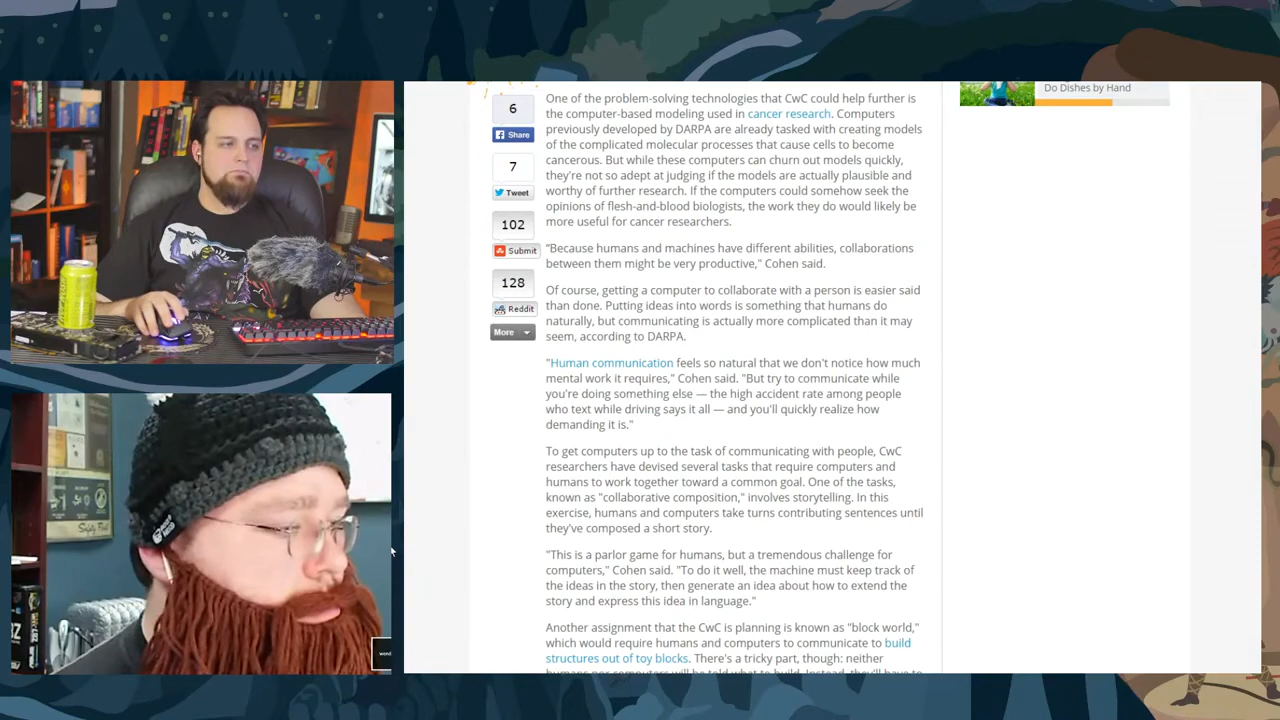 Do Dishes by Hand
6
Share
7
Tweet
102
Submit
128
Reddit
More
One of the problem-solving technologies that CwC could help further is
the computer-based modeling used in cancer research. Computers
previously developed by DARPA are already tasked with creating models
of the complicated molecular processes that cause cells to become
cancerous. But while these computers can churn out models quickly,
they're not so adept at judging if the models are actually plausible and
worthy of further research. If the computers could somehow seek the
opinions of flesh-and-blood biologists, the work they do would likely be
more useful for cancer researchers.
"Because humans and machines have different abilities, collaborations
between them might be very productive," Cohen said.
Of course, getting a computer to collaborate with a person is easier said
than done. Putting ideas into words is something that humans do
naturally, but communicating is actually more complicated than it may
seem, according to DARPA.
"Human communication feels so natural that we don't notice how much
mental work it requires," Cohen said. "But try to communicate while
you're doing something else — the high accident rate among people
who text while driving says it all — and you'll quickly realize how
demanding it is."
To get computers up to the task of communicating with people, CwC
researchers have devised several tasks that require computers and
humans to work together toward a common goal. One of the tasks,
known as "collaborative composition," involves storytelling. In this
exercise, humans and computers take turns contributing sentences until
they've composed a short story.
"This is a parlor game for humans, but a tremendous challenge for
computers," Cohen said. "To do it well, the machine must keep track of
the ideas in the story, then generate an idea about how to extend the
story and express this idea in language."
Another assignment that the CwC is planning is known as "block world,"
which would require humans and computers to communicate to build
structures out of toy blocks. There's a tricky part, though: neither
humans nor computers will be told what to build. Instead, they'll have to